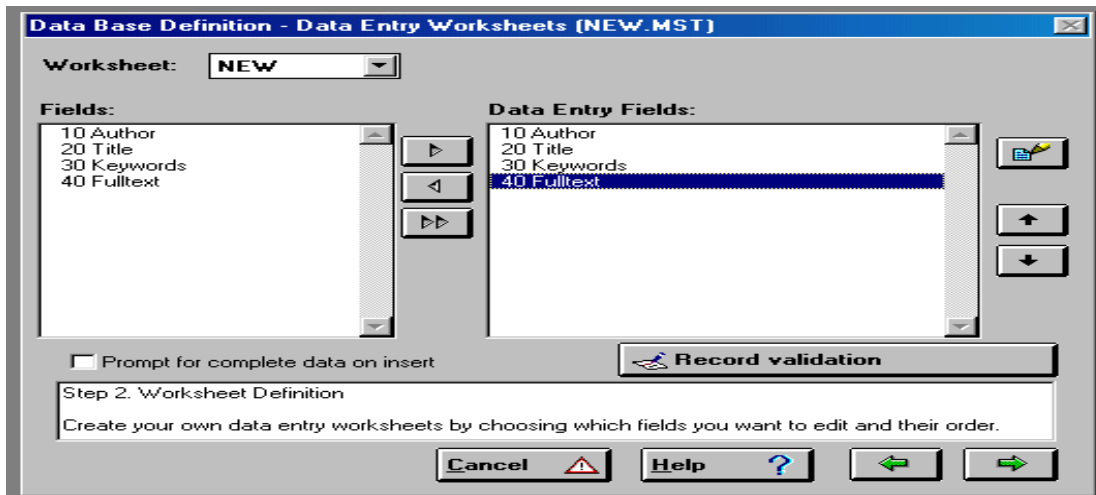 Data Base Definition - Data Entry Worksheets (NEW.MST)
Worksheet: NEW
Fields:
10 Author
20 Title
30 Keywords
40 Fulltext
Data Entry Fields:
10 Author
20 Title
30 Keywords
40 Fulltext
Prompt for complete data on insert
Record validation
Step 2. Worksheet Definition
Create your own data entry worksheets by choosing which fields you want to edit and their order.
Cancel Help ?